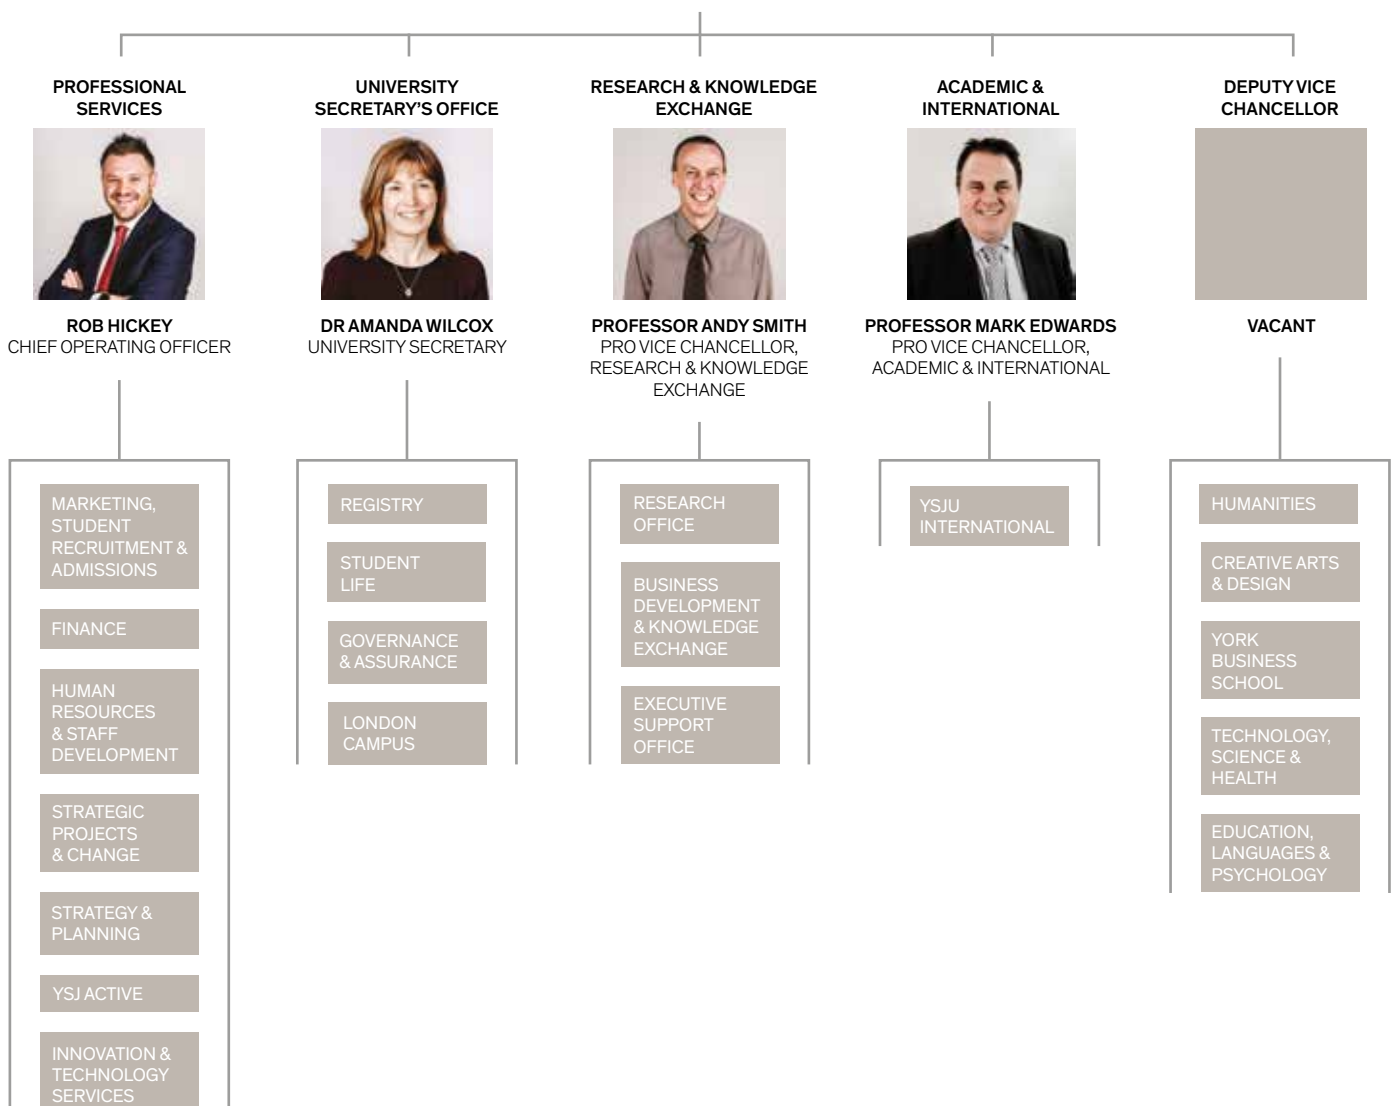 PROFESSIONAL
SERVICES
UNIVERSITY
SECRETARY'S OFFICE
RESEARCH & KNOWLEDGE
EXCHANGE
ACADEMIC &
INTERNATIONAL
DEPUTY VICE
CHANCELLOR
ROB HICKEY
CHIEF OPERATING OFFICER
DR AMANDA WILCOX
UNIVERSITY SECRETARY
PROFESSOR ANDY SMITH
PRO VICE CHANCELLOR,
RESEARCH & KNOWLEDGE
EXCHANGE
PROFESSOR MARK EDWARDS
PRO VICE CHANCELLOR,
ACADEMIC & INTERNATIONAL
VACANT
MARKETING,
STUDENT
RECRUITMENT &
ADMISSIONS
FINANCE
HUMAN
RESOURCES
& STAFF
DEVELOPMENT
STRATEGIC
PROJECTS
& CHANGE
STRATEGY &
PLANNING
YSJ ACTIVE
INNOVATION &
TECHNOLOGY
SERVICES
REGISTRY
STUDENT
LIFE
GOVERNANCE
& ASSURANCE
LONDON
CAMPUS
RESEARCH
OFFICE
BUSINESS
DEVELOPMENT
& KNOWLEDGE
EXCHANGE
EXECUTIVE
SUPPORT
OFFICE
YSJU
INTERNATIONAL
HUMANITIES
CREATIVE ARTS
& DESIGN
YORK
BUSINESS
SCHOOL
TECHNOLOGY,
SCIENCE &
HEALTH
EDUCATION,
LANGUAGES &
PSYCHOLOGY